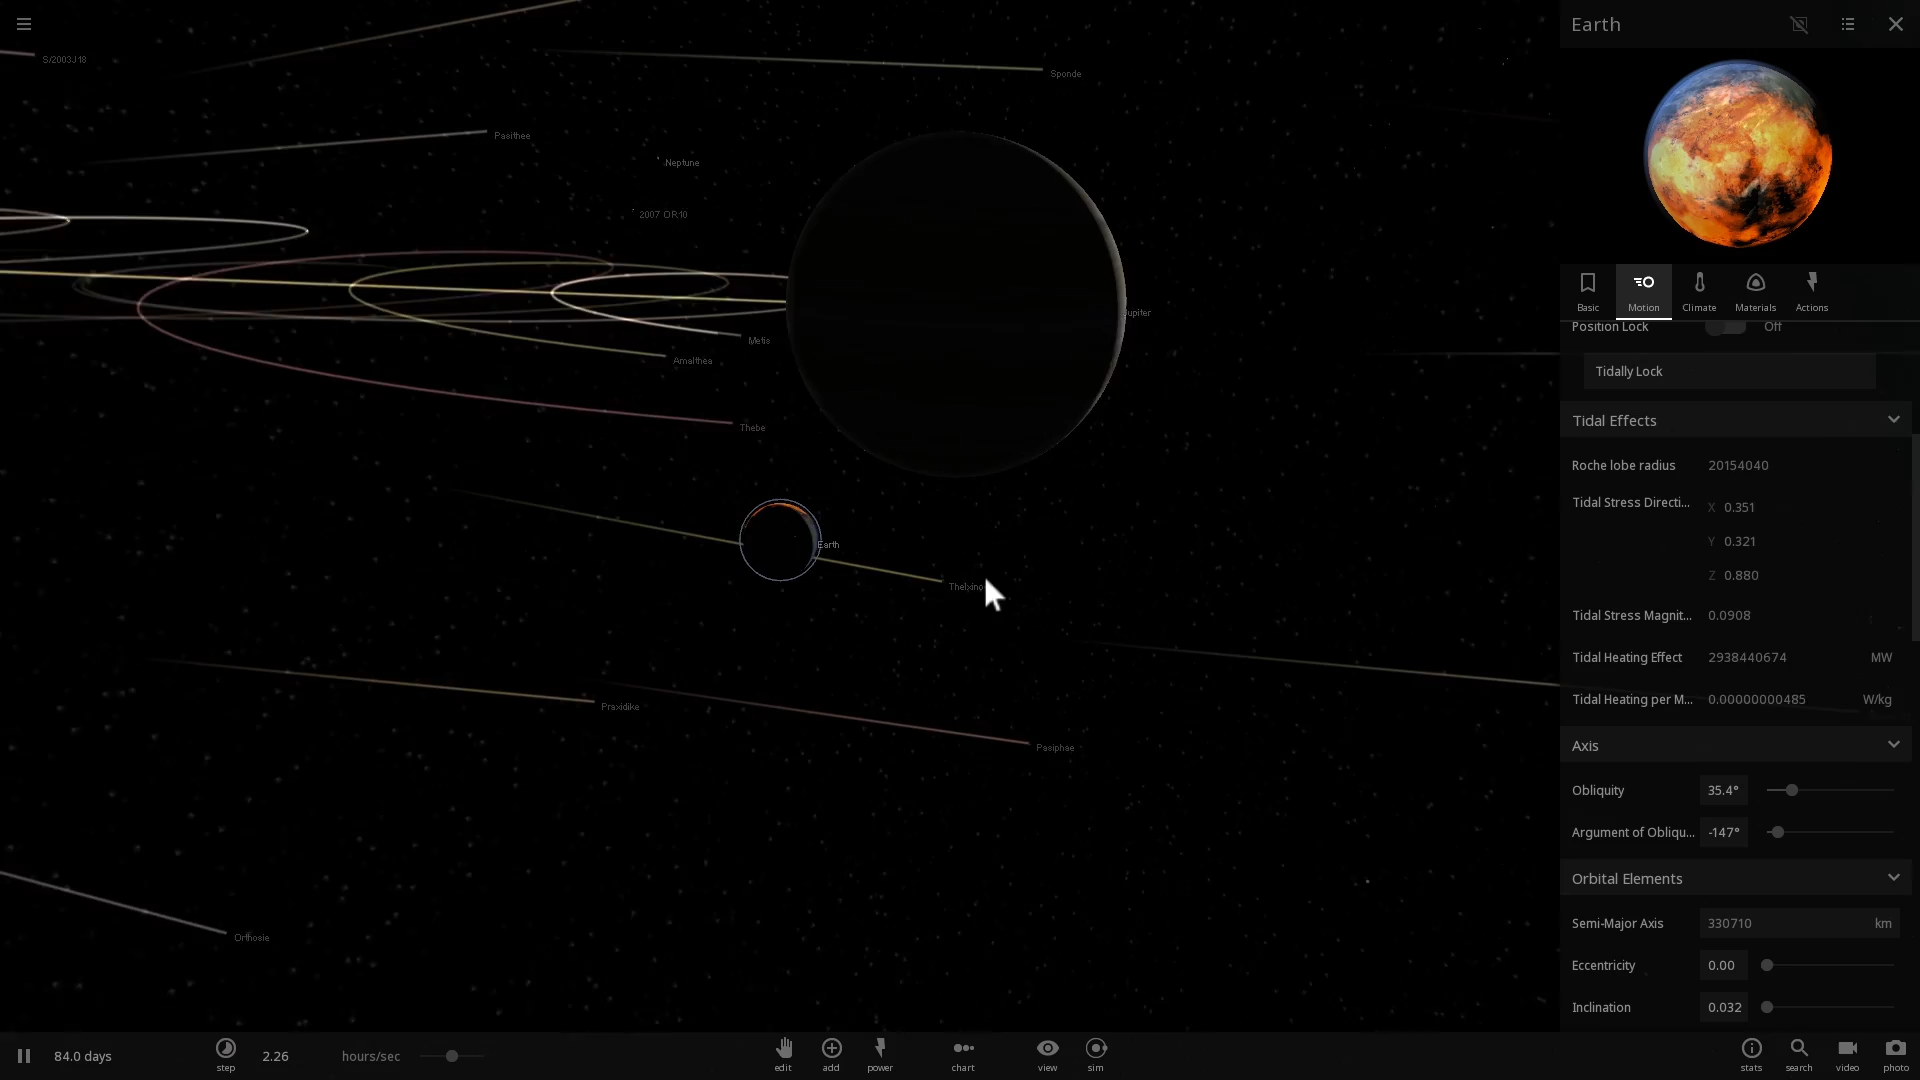 Earth
S/2003J18
Sponde
Pasithee
Neptune
2007 OR10
Jupiter
Metis
Amalthea
Thebe
Earth
Thelxino
Praxidike
Pasiphae
Orthosie
Basic
Motion
Climate
Materials
Actions
Position Lock Off
Tidally Lock
Tidal Effects
Roche lobe radius 20154040
Tidal Stress Directi... X 0.351
Y 0.321
Z 0.880
Tidal Stress Magnit... 0.0908
Tidal Heating Effect 2938440674 MW
Tidal Heating per M... 0.00000000485 W/kg
Axis
Obliquity 35.4°
Argument of Obliqu... -147°
Orbital Elements
Semi-Major Axis 330710 km
Eccentricity 0.00
Inclination 0.032
84.0 days
step
2.26 hours/sec
edit
add
power
chart
view
sim
stats
search
video
photo